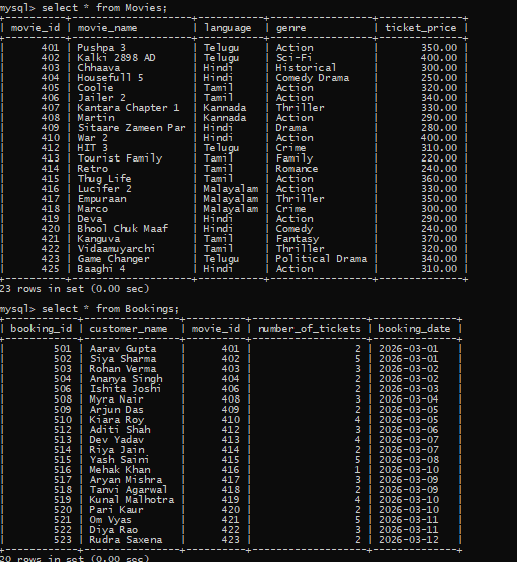 mysql> select * from Movies;
| movie_id | movie_name | language | genre | ticket_price |
| 401 | Pushpa 3 | Telugu | Action | 350.00 |
| 402 | Kalki 2898 AD | Telugu | Sci-Fi | 400.00 |
| 403 | Chhaava | Hindi | Historical | 300.00 |
| 404 | Housefull 5 | Hindi | Comedy Drama | 250.00 |
| 405 | Coolie | Tamil | Action | 320.00 |
| 406 | Jailer 2 | Tamil | Action | 340.00 |
| 407 | Kantara Chapter 1 | Kannada | Thriller | 330.00 |
| 408 | Martin | Kannada | Action | 290.00 |
| 409 | Sitaare Zameen Par | Hindi | Drama | 280.00 |
| 410 | War 2 | Hindi | Action | 400.00 |
| 412 | HIT 3 | Telugu | Crime | 310.00 |
| 413 | Tourist Family | Tamil | Family | 220.00 |
| 414 | Retro | Tamil | Romance | 240.00 |
| 415 | Thug Life | Tamil | Action | 360.00 |
| 416 | Lucifer 2 | Malayalam | Action | 330.00 |
| 417 | Empuraan | Malayalam | Thriller | 350.00 |
| 418 | Marco | Malayalam | Crime | 300.00 |
| 419 | Deva | Hindi | Action | 290.00 |
| 420 | Bhool Chuk Maaf | Hindi | Comedy | 240.00 |
| 421 | Kanguva | Tamil | Fantasy | 370.00 |
| 422 | Vidaamuyarchi | Tamil | Thriller | 320.00 |
| 423 | Game Changer | Telugu | Political Drama | 340.00 |
| 425 | Baaghi 4 | Hindi | Action | 310.00 |
23 rows in set (0.00 sec)
mysql> select * from Bookings;
| booking_id | customer_name | movie_id | number_of_tickets | booking_date |
| 501 | Aarav Gupta | 401 | 2 | 2026-03-01 |
| 502 | Siya Sharma | 402 | 5 | 2026-03-01 |
| 503 | Rohan Verma | 403 | 3 | 2026-03-02 |
| 504 | Ananya Singh | 404 | 2 | 2026-03-02 |
| 506 | Ishita Joshi | 406 | 2 | 2026-03-03 |
| 508 | Myra Nair | 408 | 3 | 2026-03-04 |
| 509 | Arjun Das | 409 | 2 | 2026-03-05 |
| 510 | Kiara Roy | 410 | 4 | 2026-03-05 |
| 512 | Aditi Shah | 412 | 3 | 2026-03-06 |
| 513 | Dev Yadav | 413 | 4 | 2026-03-07 |
| 514 | Riya Jain | 414 | 2 | 2026-03-07 |
| 515 | Yash Saini | 415 | 5 | 2026-03-08 |
| 516 | Mehak Khan | 416 | 1 | 2026-03-10 |
| 517 | Aryan Mishra | 417 | 3 | 2026-03-09 |
| 518 | Tanvi Agarwal | 418 | 2 | 2026-03-09 |
| 519 | Kunal Malhotra | 419 | 4 | 2026-03-10 |
| 520 | Pari Kaur | 420 | 2 | 2026-03-10 |
| 521 | Om Vyas | 421 | 5 | 2026-03-11 |
| 522 | Diya Rao | 422 | 3 | 2026-03-11 |
| 523 | Rudra Saxena | 423 | 2 | 2026-03-12 |
20 rows in set (0.00 sec)